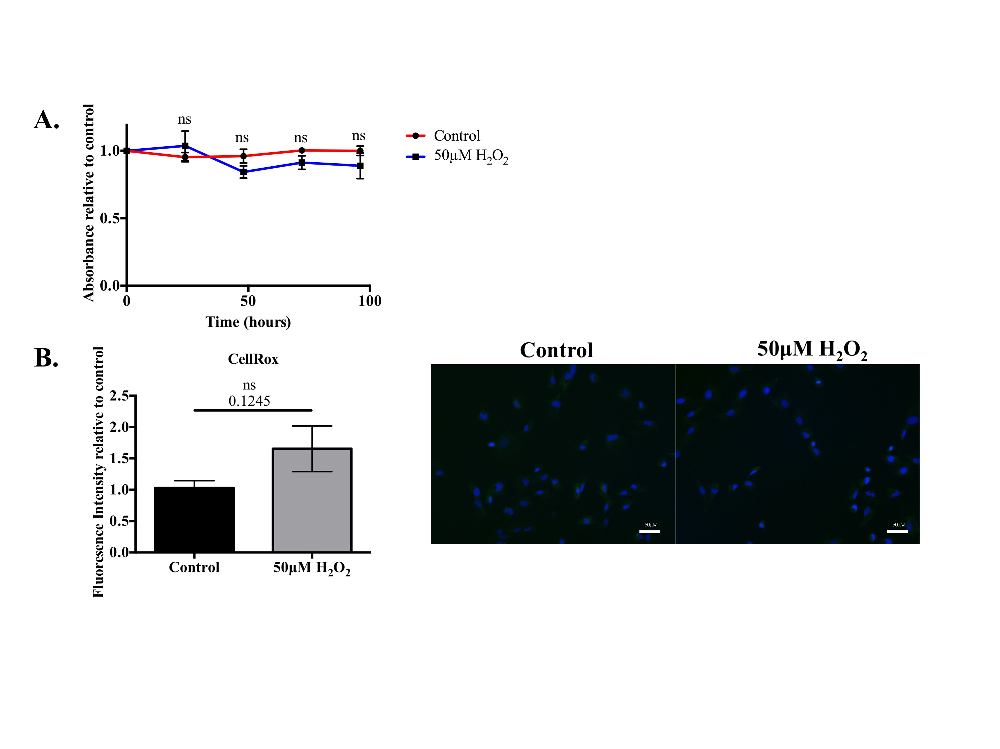 A.
Absorbance relative to control
1.0
0.5
0.0
0
50
100
Time (hours)
ns
ns
ns
ns
Control
50μM H₂O₂
B.
CellRox
Fluoresence Intensity relative to control
ns
0.1245
2.5
2.0
1.5
1.0
0.5
0.0
Control
50μM H₂O₂
Control
50μM H₂O₂
50μM
50μM